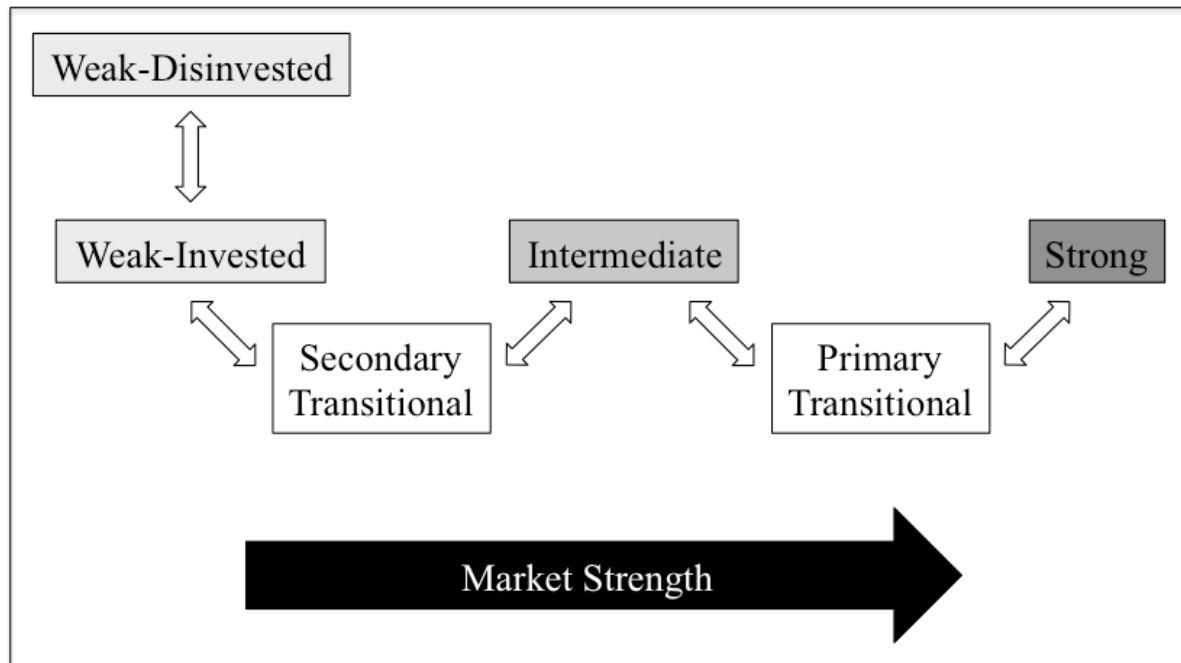 Weak-Disinvested
Weak-Invested
Intermediate
Strong
Secondary
Transitional
Primary
Transitional
Market Strength